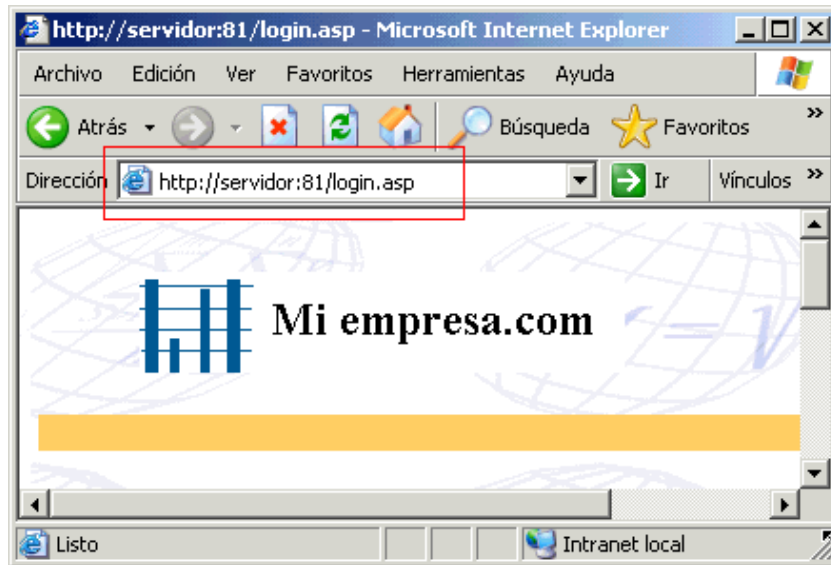 http://servidor:81/login.asp - Microsoft Internet Explorer
Archivo Edición Ver Favoritos Herramientas Ayuda
Atrás Búsqueda Favoritos »
Dirección http://servidor:81/login.asp Ir Vínculos »
Mi empresa.com
Listo Intranet local